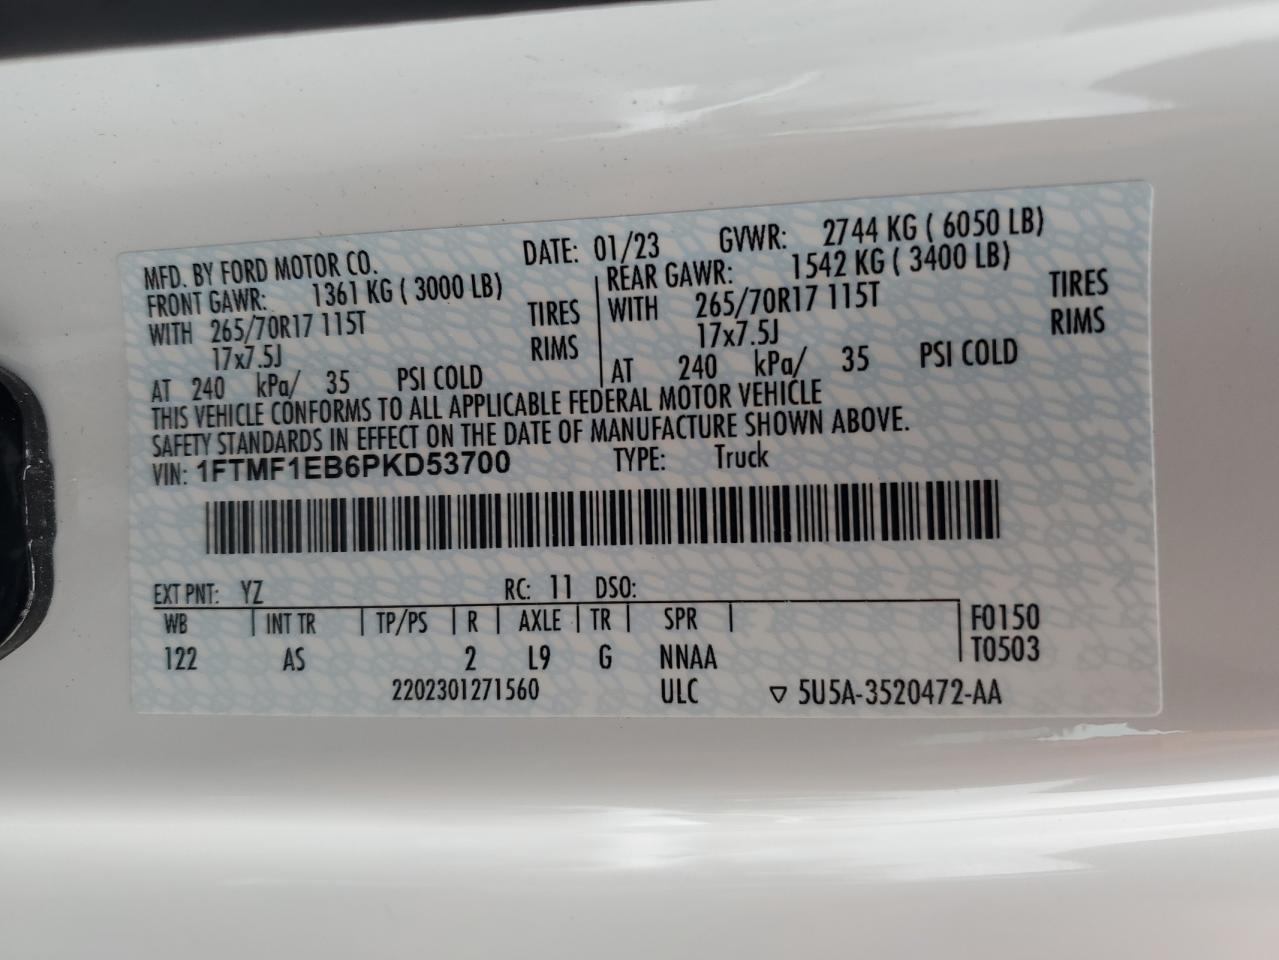 MFD. BY FORD MOTOR CO. DATE: 01/23 GVWR: 2744 KG ( 6050 LB)
FRONT GAWR: 1361 KG ( 3000 LB) REAR GAWR: 1542 KG ( 3400 LB)
WITH 265/70R17 115T TIRES WITH 265/70R17 115T TIRES
17x7.5J RIMS 17x7.5J RIMS
AT 240 kPa/ 35 PSI COLD AT 240 kPa/ 35 PSI COLD
THIS VEHICLE CONFORMS TO ALL APPLICABLE FEDERAL MOTOR VEHICLE
SAFETY STANDARDS IN EFFECT ON THE DATE OF MANUFACTURE SHOWN ABOVE.
VIN: 1FTMF1EB6PKD53700 TYPE: Truck
EXT PNT: YZ RC: 11 DSO:
WB INT TR TP/PS R AXLE TR SPR F0150
122 AS 2 L9 G NNAA T0503
2202301271560 ULC ▽ 5U5A-3520472-AA